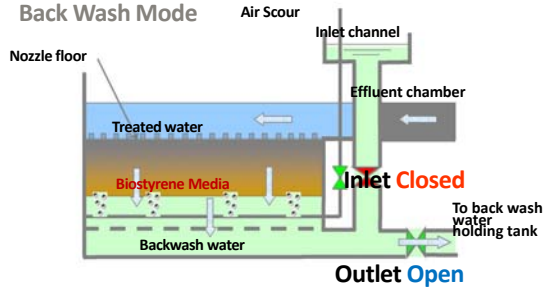 Back Wash Mode
Air Scour
Inlet channel
Nozzle floor
Effluent chamber
Treated water
Biostyrene Media
Inlet Closed
To back wash
water
holding tank
Backwash water
Outlet Open